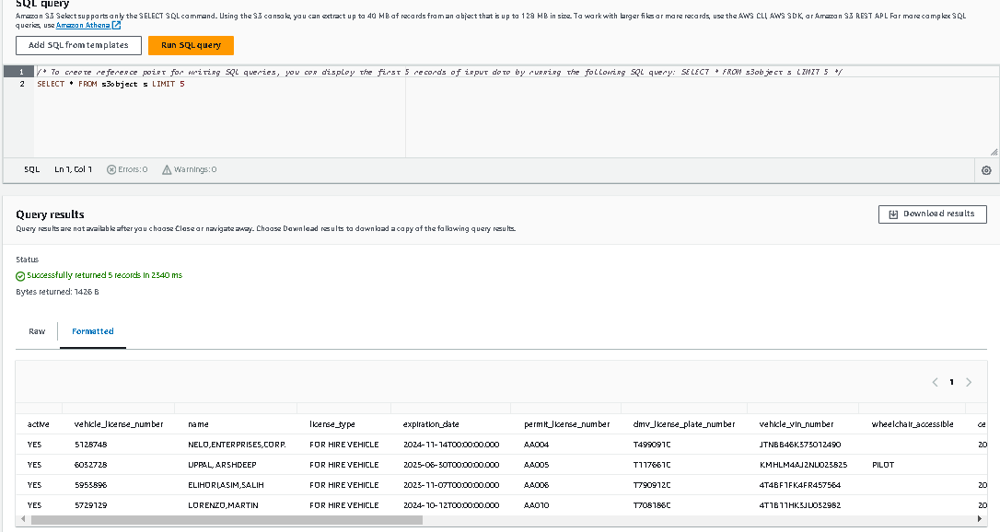 SQL query
Amazon S3 Select supports only the SELECT SQL command. Using the S3 console, you can extract up to 40 MB of records from an object that is up to 128 MB in size. To work with larger files or more records, use the AWS CLI, AWS SDK, or Amazon S3 REST API. For more complex SQL
queries, use Amazon Athena
Add SQL from templates
Run SQL query
1 /* To create reference point for writing SQL queries, you can display the first 5 records of input data by running the following SQL query: SELECT * FROM s3object s LIMIT 5 */
2 SELECT * FROM s3object s LIMIT 5
SQL Ln 1, Col 1 Errors: 0 Warnings: 0
Query results
Download results
Query results are not available after you choose Close or navigate away. Choose Download results to download a copy of the following query results.
Status
Successfully returned 5 records in 2340 ms
Bytes returned: 1426 B
Raw Formatted
1
active vehicle_license_number name license_type expiration_date permit_license_number dmv_license_plate_number vehicle_vin_number wheelchair_accessible ce
YES 5128748 NELO,ENTERPRISES,CORP. FOR HIRE VEHICLE 2024-11-14T00:00:00.000 AA004 T499091C JTNBB46K373012490 20
YES 6032728 UPPAL, ARSHDEEP FOR HIRE VEHICLE 2025-06-30T00:00:00.000 AA005 T117661C KMHLM4AJ2NU023825 PILOT
YES 5953896 ELIHORI,ASIM,SALIH FOR HIRE VEHICLE 2023-11-07T00:00:00.000 AA006 T790912C 4T4BF1FK4FR457564 20
YES 5729129 LORENZO,MARTIN FOR HIRE VEHICLE 2024-10-12T00:00:00.000 AA010 T708186C 4T1B11HK3JU032982 20